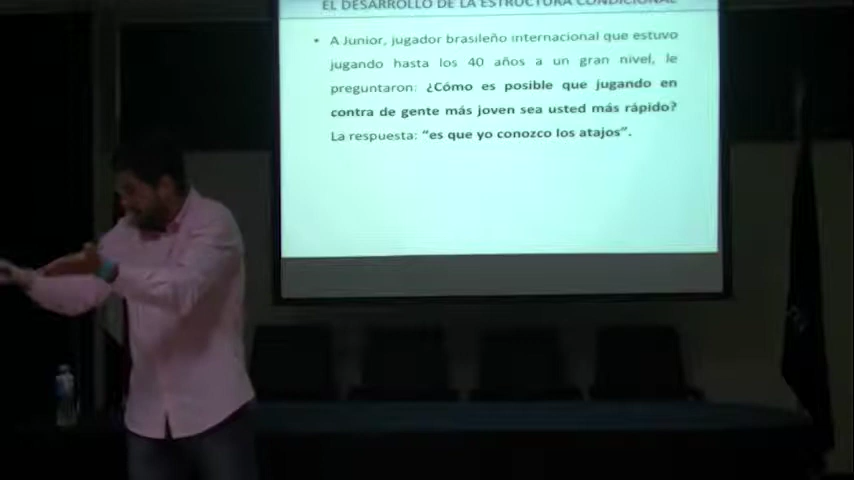 EL DESARROLLO DE LA ESTRUCTURA CONDICIONAL
• A Junior, jugador brasileño internacional que estuvo
jugando hasta los 40 años a un gran nivel, le
preguntaron: ¿Cómo es posible que jugando en
contra de gente más joven sea usted más rápido?
La respuesta: “es que yo conozco los atajos”.